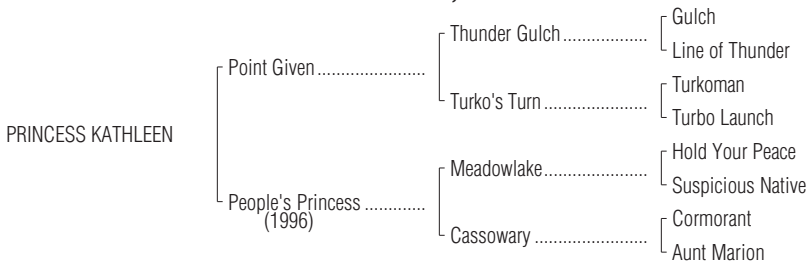 Gulch
Thunder Gulch..................
Line of Thunder
Point Given.......................
Turkoman
Turko's Turn......................
Turbo Launch
PRINCESS KATHLEEN
Hold Your Peace
Meadowlake......................
Suspicious Native
People's Princess .............
(1996)
Cormorant
Cassowary ........................
Aunt Marion